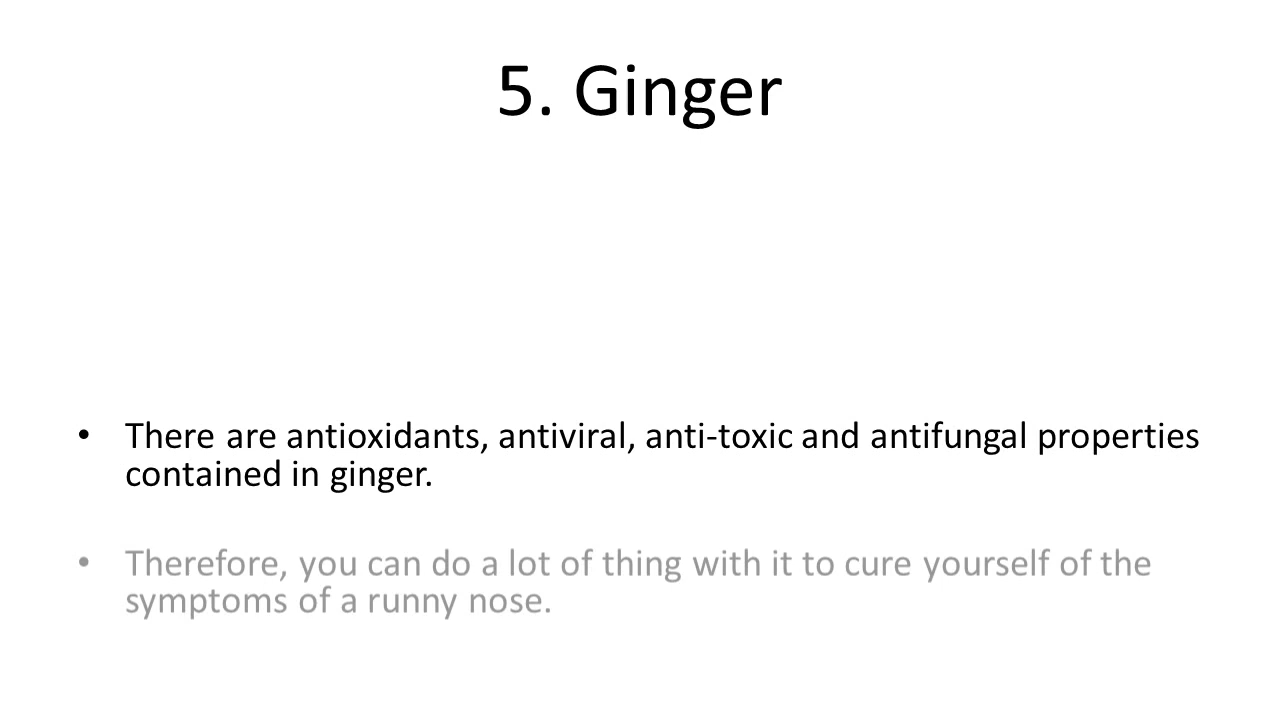 5. Ginger
• There are antioxidants, antiviral, anti-toxic and antifungal properties
contained in ginger.
• Therefore, you can do a lot of thing with it to cure yourself of the
symptoms of a runny nose.